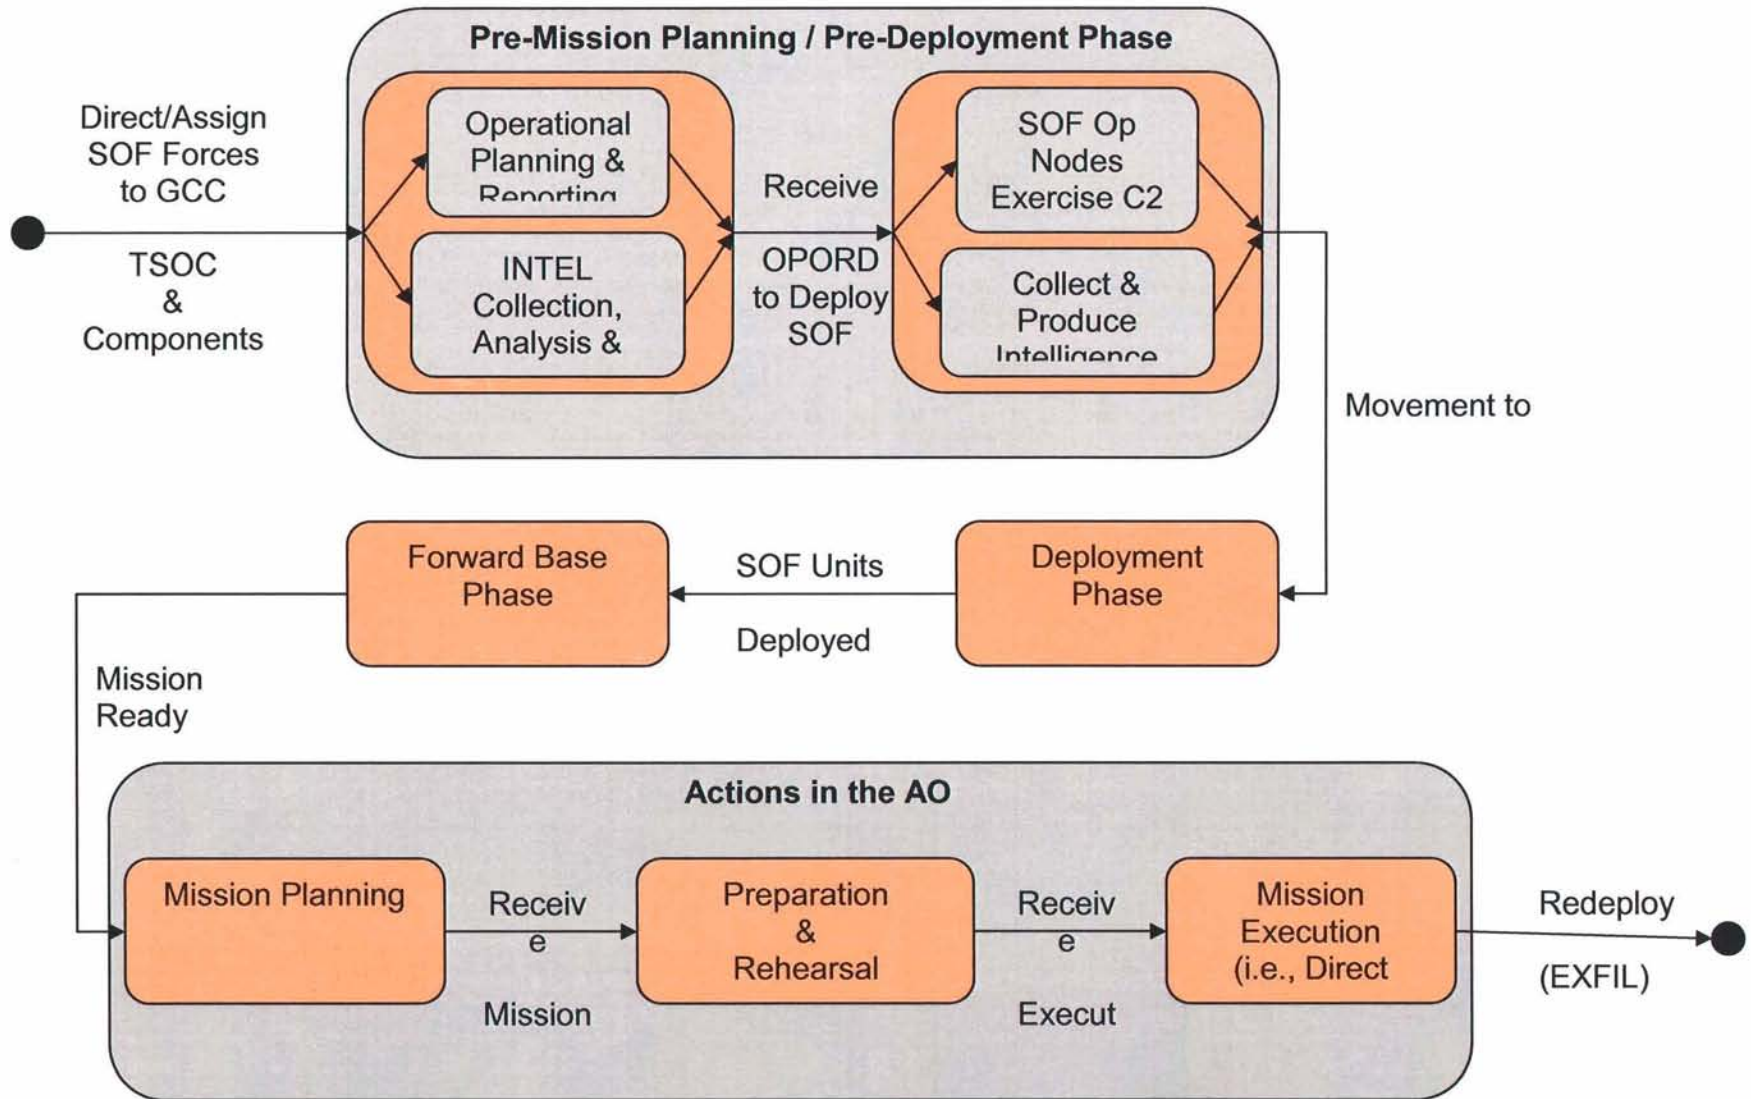 Pre-Mission Planning / Pre-Deployment Phase
Direct/Assign
SOF Forces
to GCC
TSOC
&
Components
Operational
Planning &
Reporting
INTEL
Collection,
Analysis &
Receive
OPORD
to Deploy
SOF
SOF Op
Nodes
Exercise C2
Collect &
Produce
Intelligence
Movement to
Deployment
Phase
SOF Units
Deployed
Forward Base
Phase
Mission
Ready
Actions in the AO
Mission Planning
Receiv
e
Mission
Preparation
&
Rehearsal
Receiv
e
Execut
Mission
Execution
(i.e., Direct
Redeploy
(EXFIL)